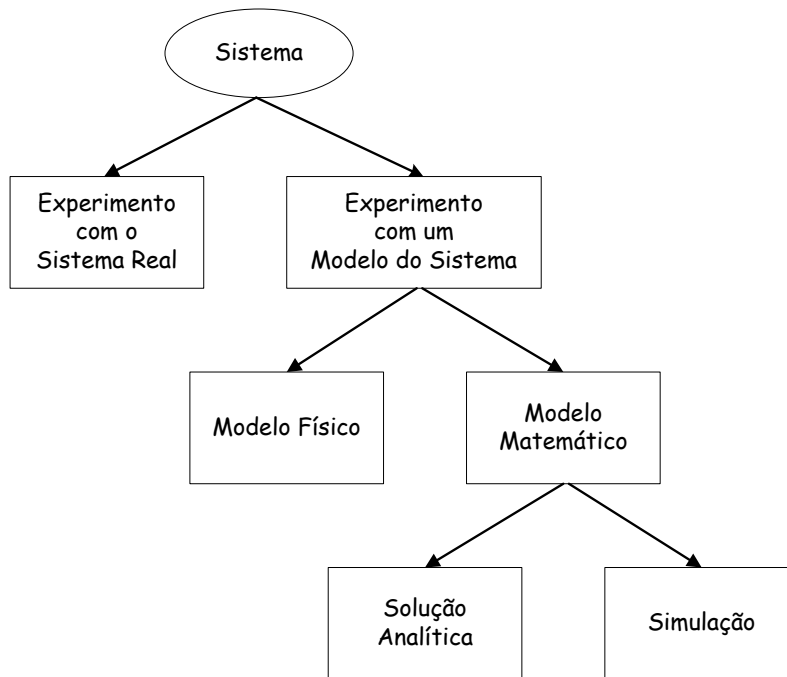 Sistema
Experimento
com o
Sistema Real
Experimento
com um
Modelo do Sistema
Modelo Físico
Modelo
Matemático
Solução
Analítica
Simulação